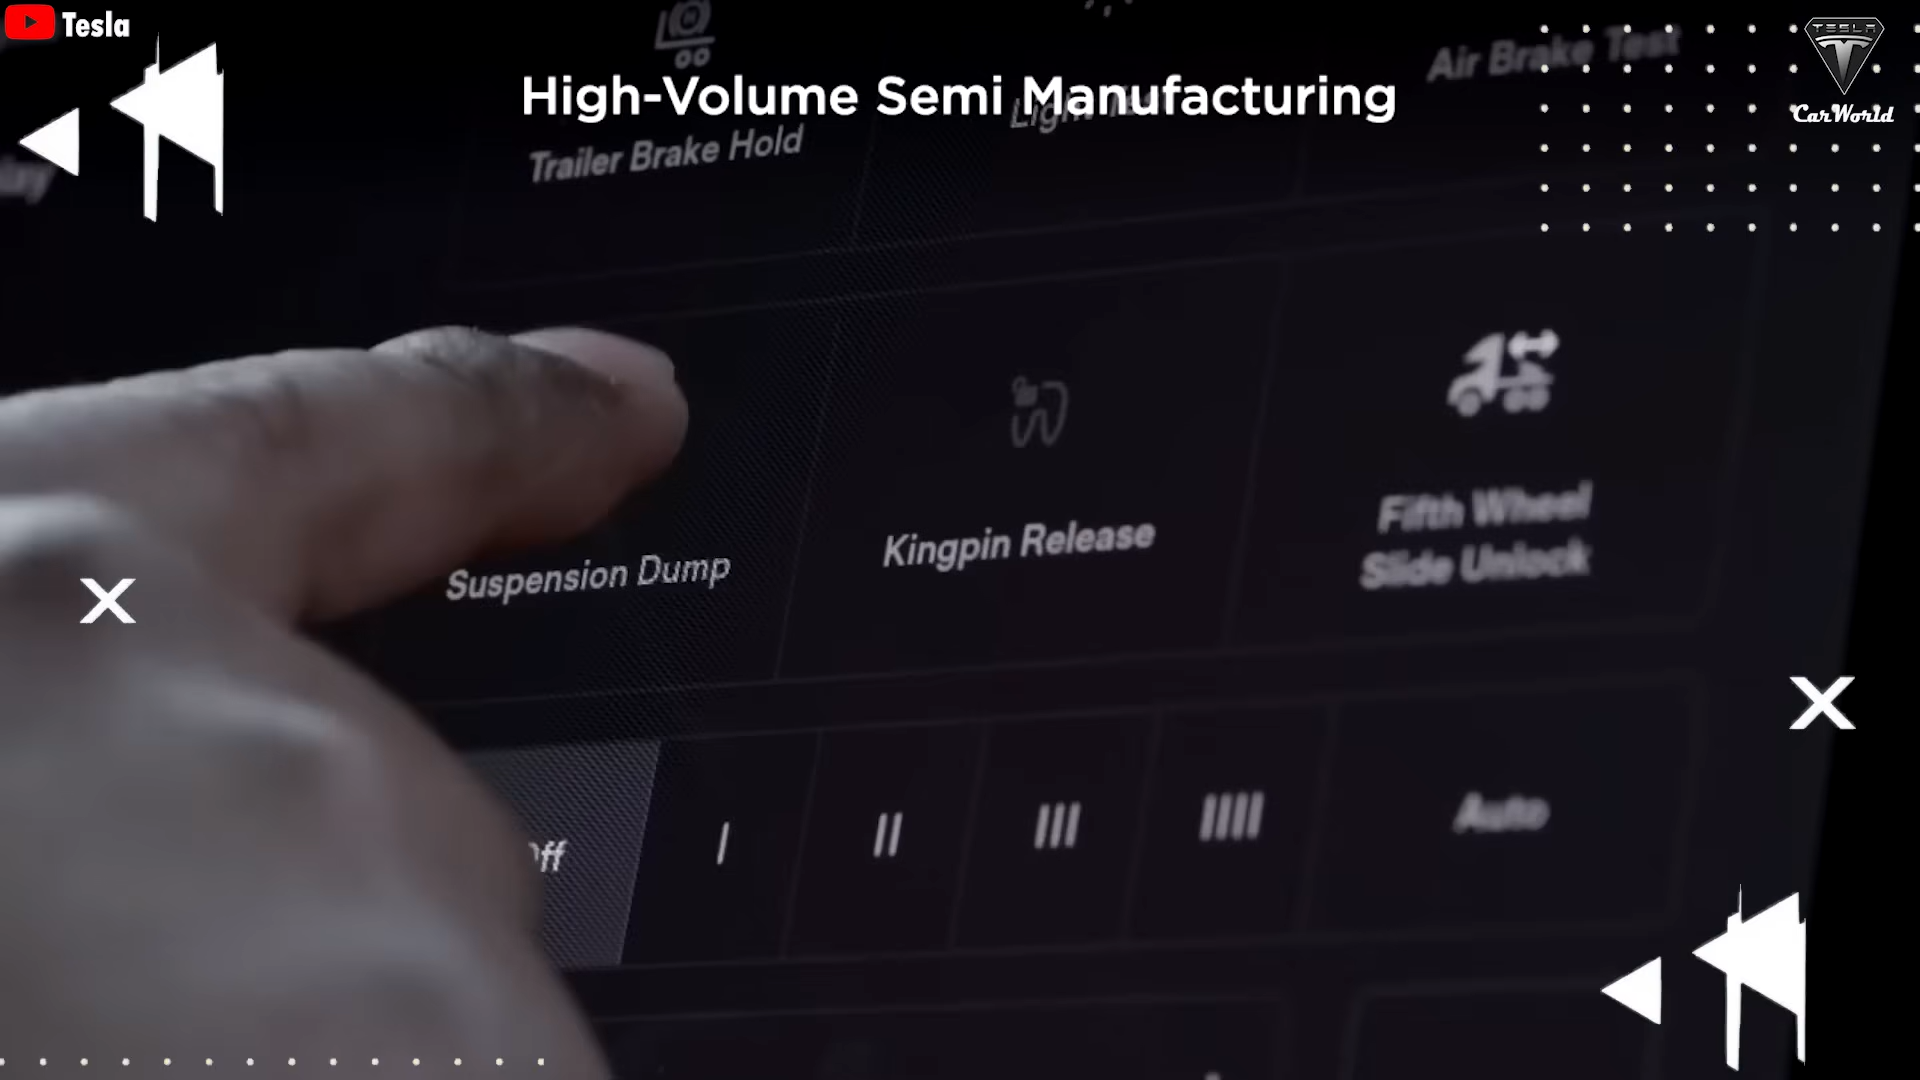 Tesla
TESLA
CarWorld
High-Volume Semi Manufacturing
Air Brake Test
Trailer Brake Hold
Suspension Dump
Kingpin Release
Fifth Wheel
Slide Unlock
I
II
III
IIII
Auto